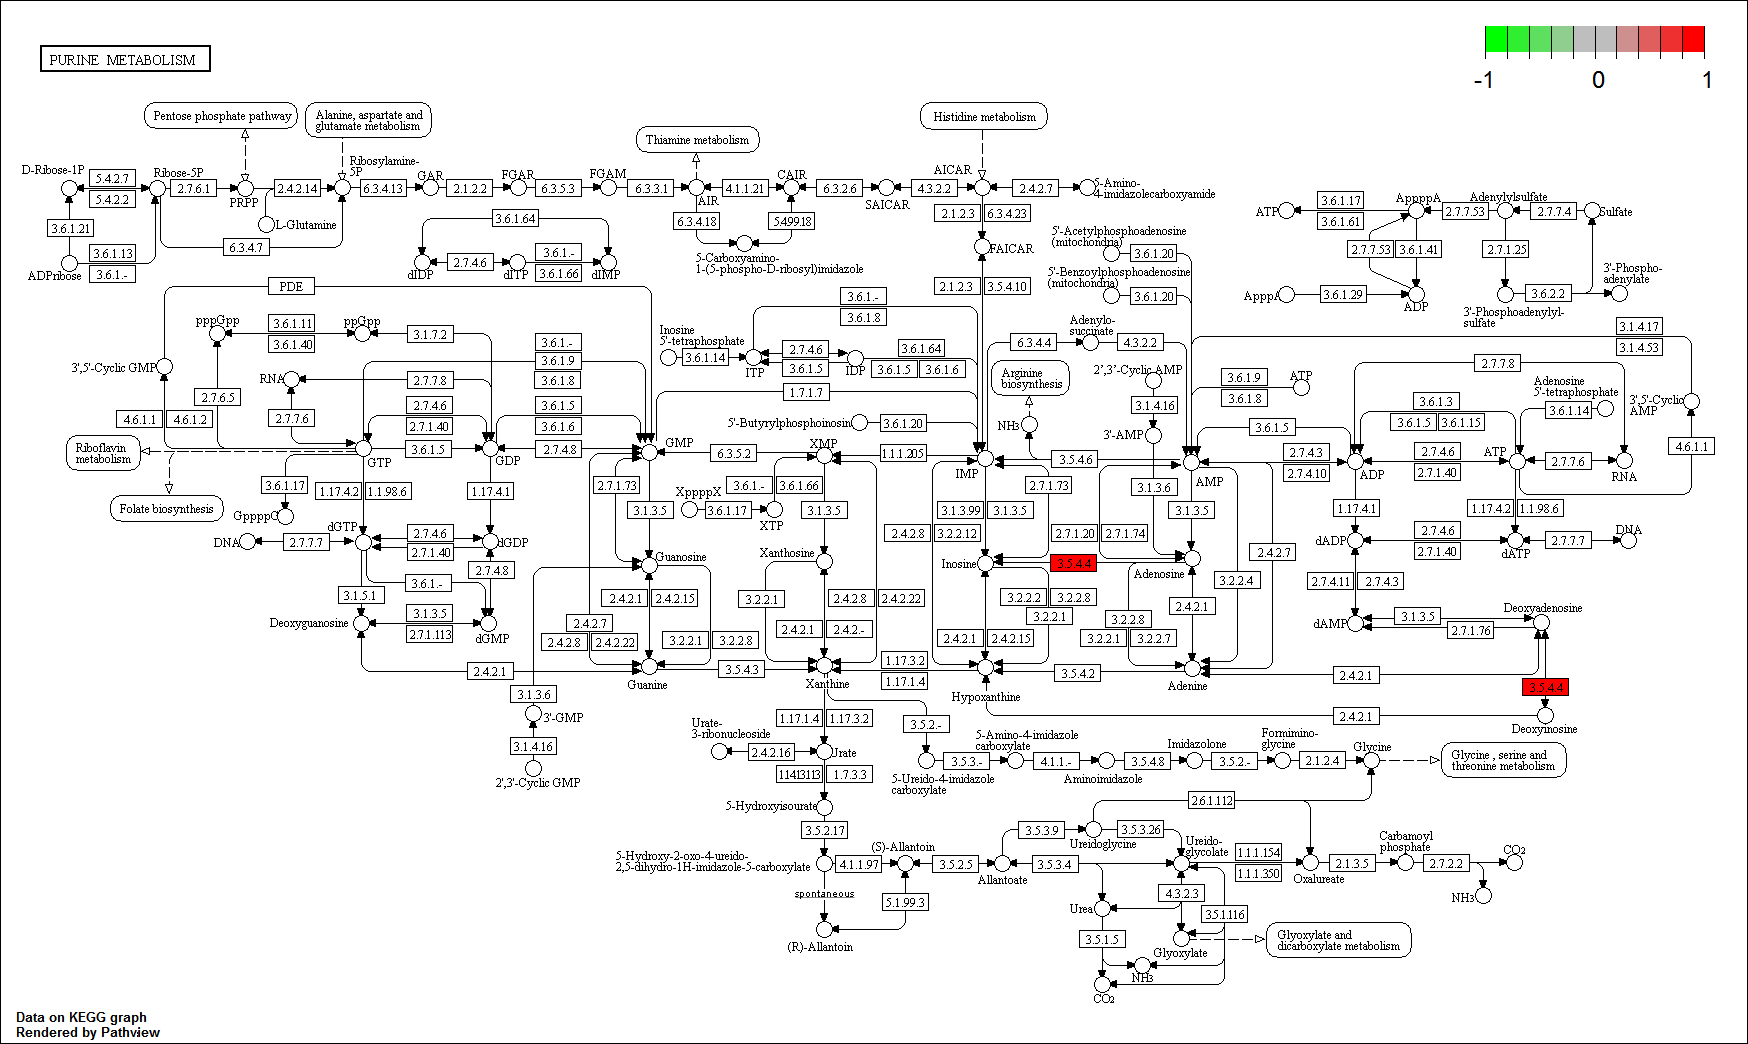 PURINE METABOLISM
-1 0 1
Pentose phosphate pathway
Alanine, aspartate and
glutamate metabolism
Thiamine metabolism
Histidine metabolism
D-Ribose-1P
5.4.2.7
5.4.2.2
Ribose-5P
2.7.6.1
PRPP
2.4.2.14
Ribosylamine-
5P
6.3.4.13
GAR
2.1.2.2
FGAR
6.3.5.3
FGAM
6.3.3.1
AIR
4.1.1.21
CAIR
6.3.2.6
SAICAR
4.3.2.2
AICAR
2.4.2.7
5-Amino-
4-imidazolecarboxyamide
3.6.1.21
L-Glutamine
6.3.4.7
3.6.1.13
3.6.1.-
ADPribose
3.6.1.64
dIDP
2.7.4.6
dITP
3.6.1.-
3.6.1.66
dIMP
6.3.4.18
5.4.99.18
5-Carboxyamino-
1-(5-phospho-D-ribosyl)imidazole
2.1.2.3
6.3.4.23
FAICAR
2.1.2.3
3.5.4.10
5'-Acetylphosphoadenosine
(mitochondria)
3.6.1.20
5'-Benzoylphosphoadenosine
(mitochondria)
3.6.1.20
ATP
3.6.1.17
3.6.1.61
AppppA
2.7.7.53
Adenylylsulfate
2.7.7.4
Sulfate
2.7.7.53
3.6.1.41
2.7.1.25
3'-Phospho-
adenylate
ApppA
3.6.1.29
ADP
3.6.2.2
3'-Phosphoadenylyl-
sulfate
PDE
pppGpp
3.6.1.11
3.6.1.40
ppGpp
3.1.7.2
3',5'-Cyclic GMP
2.7.6.5
4.6.1.1
4.6.1.2
RNA
2.7.7.8
2.7.7.6
2.7.4.6
2.7.1.40
3.6.1.-
3.6.1.9
3.6.1.8
3.6.1.5
3.6.1.6
Inosine
5'-tetraphosphate
3.6.1.14
ITP
3.6.1.-
3.6.1.8
2.7.4.6
3.6.1.5
IDP
3.6.1.64
3.6.1.5
3.6.1.6
1.7.1.7
5'-Butyrylphosphoinosine
3.6.1.20
6.3.4.4
Adenylo-
succinate
4.3.2.2
Arginine
biosynthesis
NH3
2',3'-Cyclic AMP
3.1.4.16
3'-AMP
3.6.1.9
3.6.1.8
ATP
3.1.4.17
3.1.4.53
2.7.7.8
Adenosine
5'-tetraphosphate
3.6.1.14
3',5'-Cyclic
AMP
3.6.1.3
3.6.1.5
3.6.1.15
4.6.1.1
Riboflavin
metabolism
GTP
3.6.1.5
GDP
2.7.4.8
GMP
6.3.5.2
XMP
1.1.1.205
IMP
3.5.4.6
AMP
3.6.1.5
2.7.4.3
2.7.4.10
ADP
2.7.4.6
2.7.1.40
ATP
2.7.7.6
RNA
Folate biosynthesis
3.6.1.17
GppppG
1.17.4.2
1.1.98.6
1.17.4.1
2.7.1.73
XppppX
3.6.1.17
XTP
3.6.1.-
3.6.1.66
3.1.3.5
3.1.3.5
2.4.2.8
3.2.2.12
3.1.3.99
3.1.3.5
2.7.1.73
2.7.1.20
2.7.1.74
3.1.3.6
3.1.3.5
2.4.2.7
1.17.4.1
1.17.4.2
1.1.98.6
DNA
2.7.7.7
dGTP
2.7.4.6
2.7.1.40
dGDP
2.7.4.8
3.6.1.-
3.1.5.1
Deoxyguanosine
3.1.3.5
2.7.1.113
dGMP
Guanosine
Xanthosine
Inosine
3.5.4.4
Adenosine
3.2.2.4
dADP
2.7.4.6
2.7.1.40
dATP
2.7.7.7
DNA
2.7.4.11
2.7.4.3
2.4.2.1
2.4.2.15
2.4.2.7
2.4.2.8
2.4.2.22
3.2.2.1
3.2.2.8
3.2.2.1
2.4.2.8
2.4.2.22
2.4.2.1
2.4.2.-
3.2.2.2
3.2.2.8
3.2.2.1
2.4.2.1
2.4.2.15
2.4.2.1
3.2.2.8
3.2.2.1
3.2.2.7
dAMP
3.1.3.5
2.7.1.76
Deoxyadenosine
2.4.2.1
Guanine
3.5.4.3
Xanthine
1.17.3.2
1.17.1.4
Hypoxanthine
3.5.4.2
Adenine
2.4.2.1
3.5.4.4
2.4.2.1
Deoxyinosine
3.1.3.6
3'-GMP
3.1.4.16
2',3'-Cyclic GMP
Urate-
3-ribonucleoside
2.4.2.16
1.17.1.4
1.17.3.2
Urate
1.14.13.113
1.7.3.3
5-Hydroxyisourate
3.5.2.17
3.5.2.-
5-Ureido-4-imidazole
carboxylate
3.5.3.-
5-Amino-4-imidazole
carboxylate
4.1.1.-
Aminoimidazole
3.5.4.8
Imidazolone
3.5.2.-
Formimino-
glycine
2.1.2.4
Glycine
Glycine , serine and
threonine metabolism
2.6.1.112
5-Hydroxy-2-oxo-4-ureido-
2,5-dihydro-1H-imidazole-5-carboxylate
4.1.1.97
(S)-Allantoin
3.5.2.5
Allantoate
3.5.3.9
Ureidoglycine
3.5.3.26
3.5.3.4
Ureido-
glycolate
1.1.1.154
1.1.1.350
Oxalureate
2.1.3.5
Carbamoyl
phosphate
2.7.2.2
CO2
NH3
spontaneous
5.1.99.3
(R)-Allantoin
Urea
4.3.2.3
3.5.1.116
3.5.1.5
Glyoxylate
Glyoxylate and
dicarboxylate metabolism
NH3
CO2
Data on KEGG graph
Rendered by Pathview